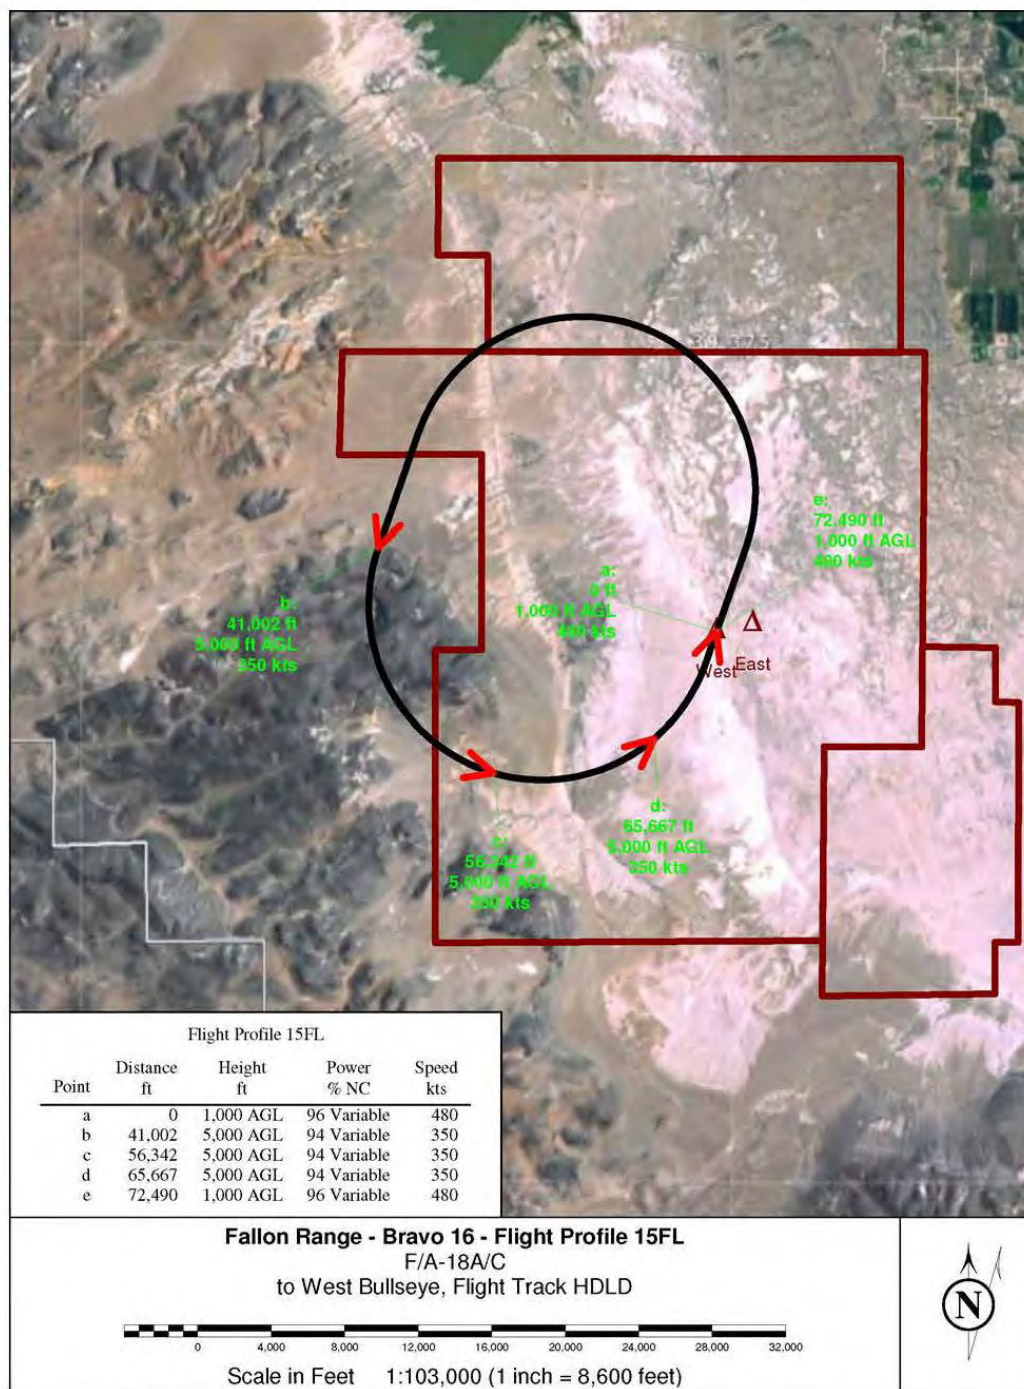 39.375
e:
72,490 ft
1,000 ft AGL
480 kts
a:
0 ft
1,000 ft AGL
480 kts
b:
41,002 ft
5,000 ft AGL
350 kts
West
East
d:
65,667 ft
5,000 ft AGL
350 kts
c:
56,342 ft
5,000 ft AGL
350 kts
Flight Profile 15FL
Point Distance ft Height ft Power % NC Speed kts
a 0 1,000 AGL 96 Variable 480
b 41,002 5,000 AGL 94 Variable 350
c 56,342 5,000 AGL 94 Variable 350
d 65,667 5,000 AGL 94 Variable 350
e 72,490 1,000 AGL 96 Variable 480
Fallon Range - Bravo 16 - Flight Profile 15FL
F/A-18A/C
to West Bullseye, Flight Track HDLD
0 4,000 8,000 12,000 16,000 20,000 24,000 28,000 32,000
Scale in Feet 1:103,000 (1 inch = 8,600 feet)
N